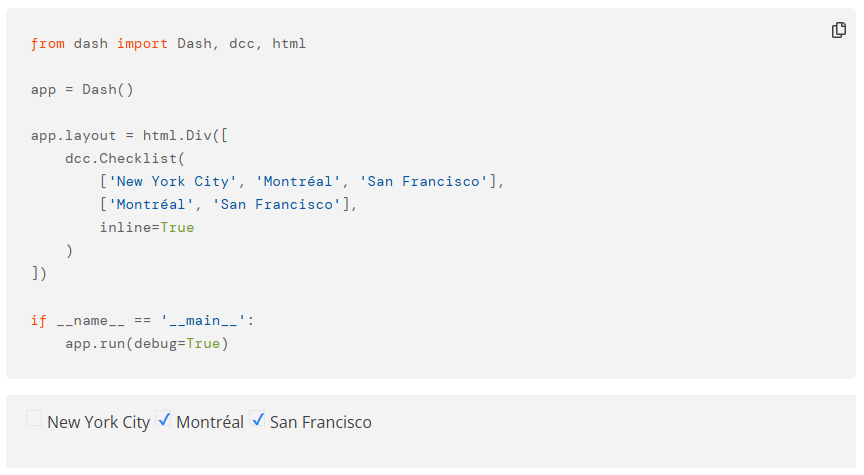 from dash import Dash, dcc, html
app = Dash()
app.layout = html.Div([
dcc.Checklist(
['New York City', 'Montréal', 'San Francisco'],
['Montréal', 'San Francisco'],
inline=True
)
])
if __name__ == '__main__':
app.run(debug=True)
New York City Montréal San Francisco